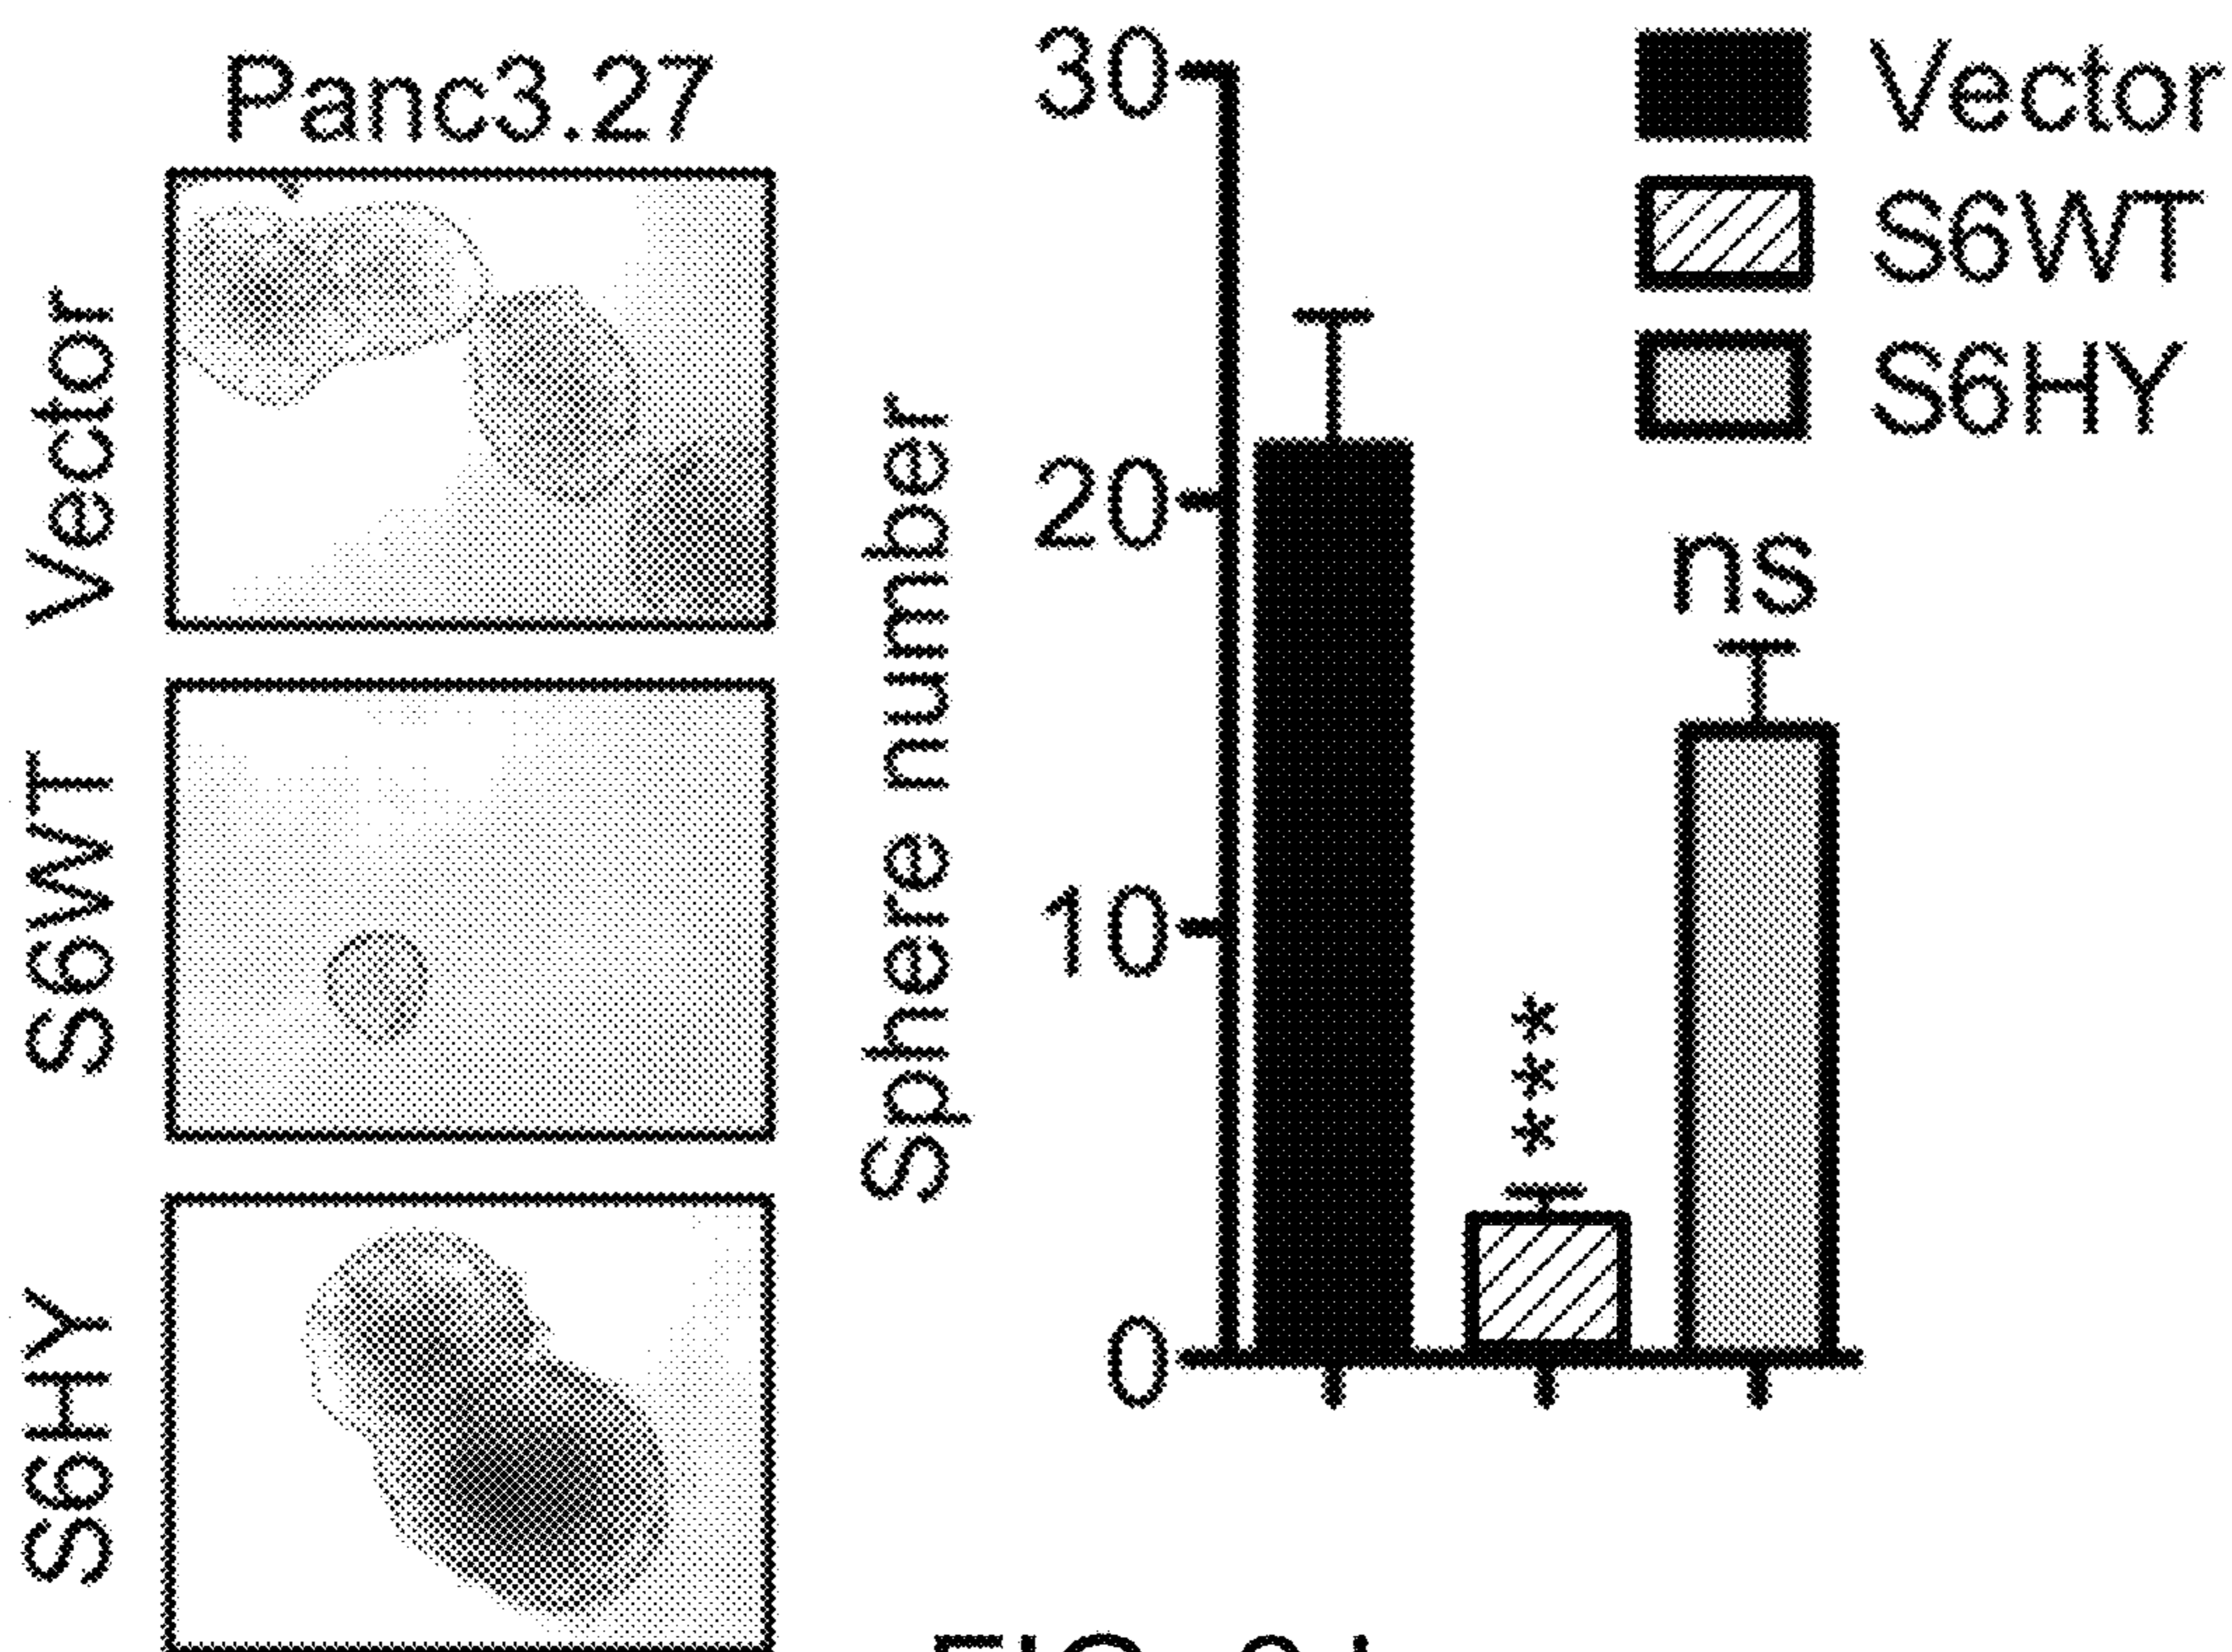 Panc3.27
Vector
S6WT
S6HY
Sphere number
30
20
10
0
Vector
S6WT
S6HY
***
ns